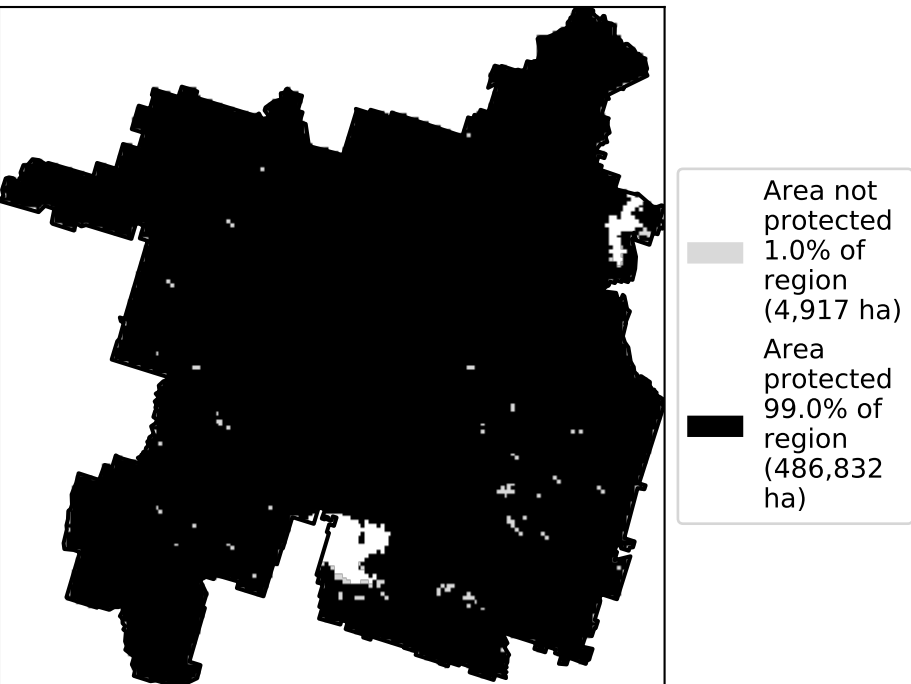 Area not
protected
1.0% of
region
(4,917 ha)
Area
protected
99.0% of
region
(486,832
ha)